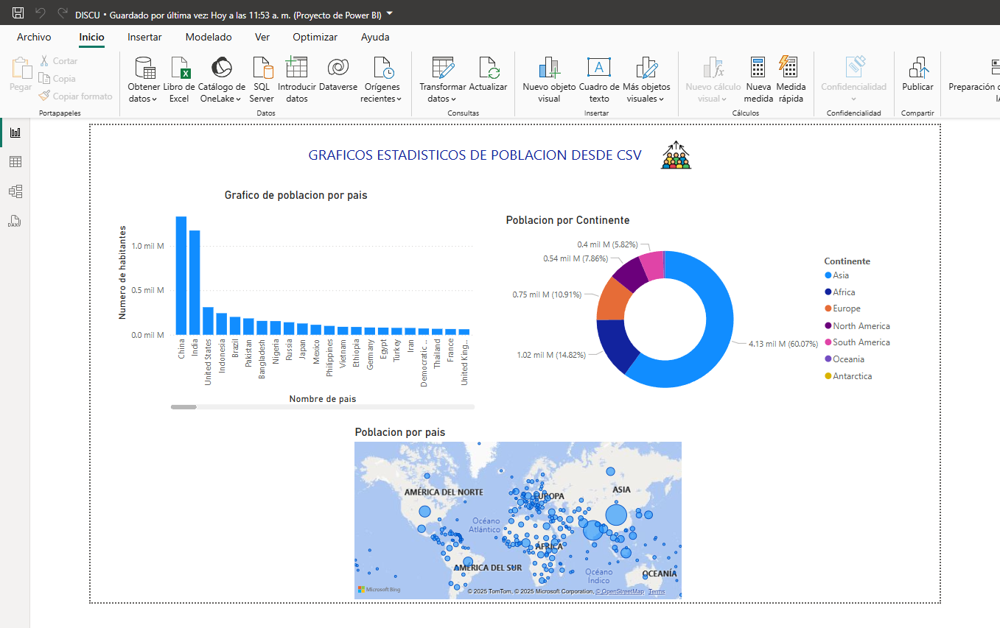 DISCU • Guardado por última vez: Hoy a las 11:53 a. m. (Proyecto de Power BI)
Archivo Inicio Insertar Modelado Ver Optimizar Ayuda
Pegar
Cortar
Copia
Copiar formato
Portapapeles
Obtener datos
Libro de Excel
Catálogo de OneLake
SQL Server
Introducir datos
Dataverse
Orígenes recientes
Datos
Transformar datos
Actualizar
Consultas
Nuevo objeto visual
Cuadro de texto
Más objetos visuales
Insertar
Nuevo cálculo visual
Nueva medida
Medida rápida
Cálculos
Confidencialidad
Confidencialidad
Publicar
Compartir
Preparación
GRAFICOS ESTADISTICOS DE POBLACION DESDE CSV
Grafico de poblacion por pais
Numero de habitantes
1.0 mil M
0.5 mil M
0.0 mil M
China
India
United States
Indonesia
Brazil
Pakistan
Bangladesh
Nigeria
Russia
Japan
Mexico
Philippines
Vietnam
Ethiopia
Germany
Egypt
Turkey
Iran
Democratic ...
Thailand
France
United King...
Nombre de pais
Poblacion por Continente
0.4 mil M (5.82%)
0.54 mil M (7.86%)
0.75 mil M (10.91%)
1.02 mil M (14.82%)
4.13 mil M (60.07%)
Continente
Asia
Africa
Europe
North America
South America
Oceania
Antarctica
Poblacion por pais
AMÉRICA DEL NORTE
EUROPA
ASIA
Océano
Atlántico
ÁFRICA
AMÉRICA DEL SUR
Océano
Índico
OCEANÍA
Microsoft Bing
© 2025 TomTom, © 2025 Microsoft Corporation, © OpenStreetMap Terms